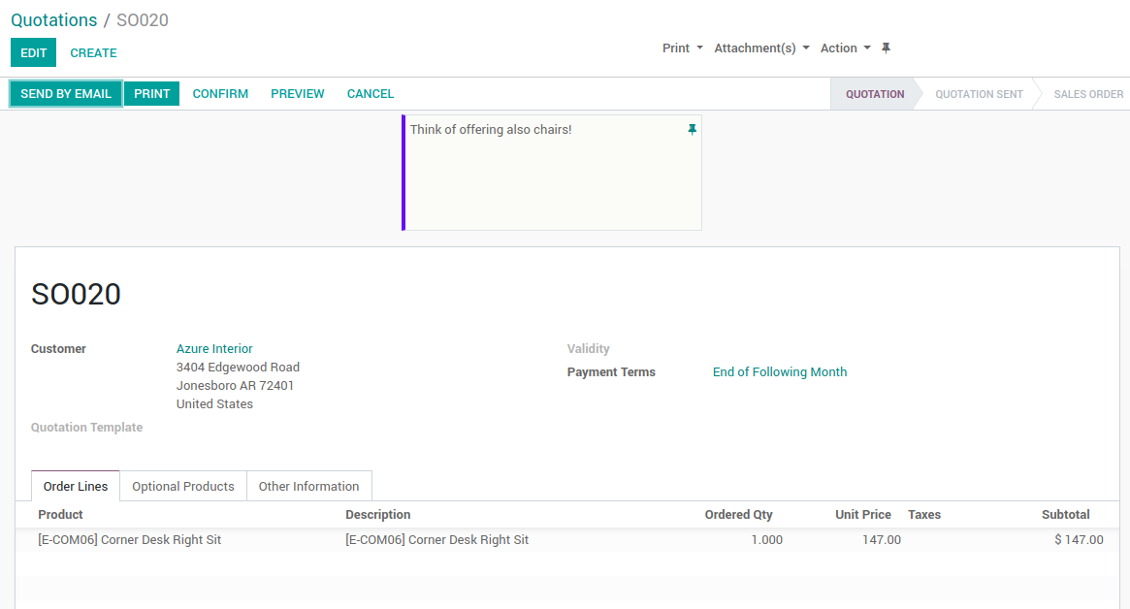 Quotations / SO020
EDIT CREATE Print Attachment(s) Action
SEND BY EMAIL PRINT CONFIRM PREVIEW CANCEL QUOTATION QUOTATION SENT SALES ORDER
Think of offering also chairs!
SO020
Customer Azure Interior Validity
3404 Edgewood Road Payment Terms End of Following Month
Jonesboro AR 72401
United States
Quotation Template
Order Lines Optional Products Other Information
Product Description Ordered Qty Unit Price Taxes Subtotal
[E-COM06] Corner Desk Right Sit [E-COM06] Corner Desk Right Sit 1.000 147.00 $ 147.00